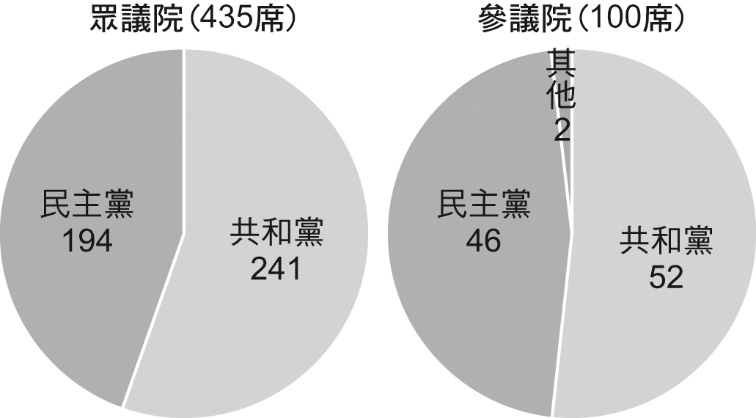 眾議院（435席）
民主黨
194
共和黨
241
參議院（100席）
其他
2
民主黨
46
共和黨
52